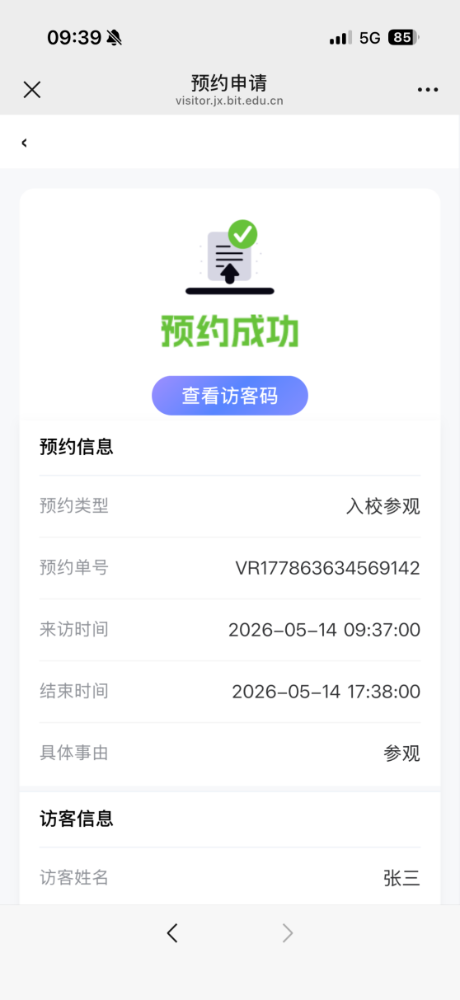 09:39
5G 85
预约申请
visitor.jx.bit.edu.cn
预约成功
查看访客码
预约信息
预约类型 入校参观
预约单号 VR177863634569142
来访时间 2026-05-14 09:37:00
结束时间 2026-05-14 17:38:00
具体事由 参观
访客信息
访客姓名 张三